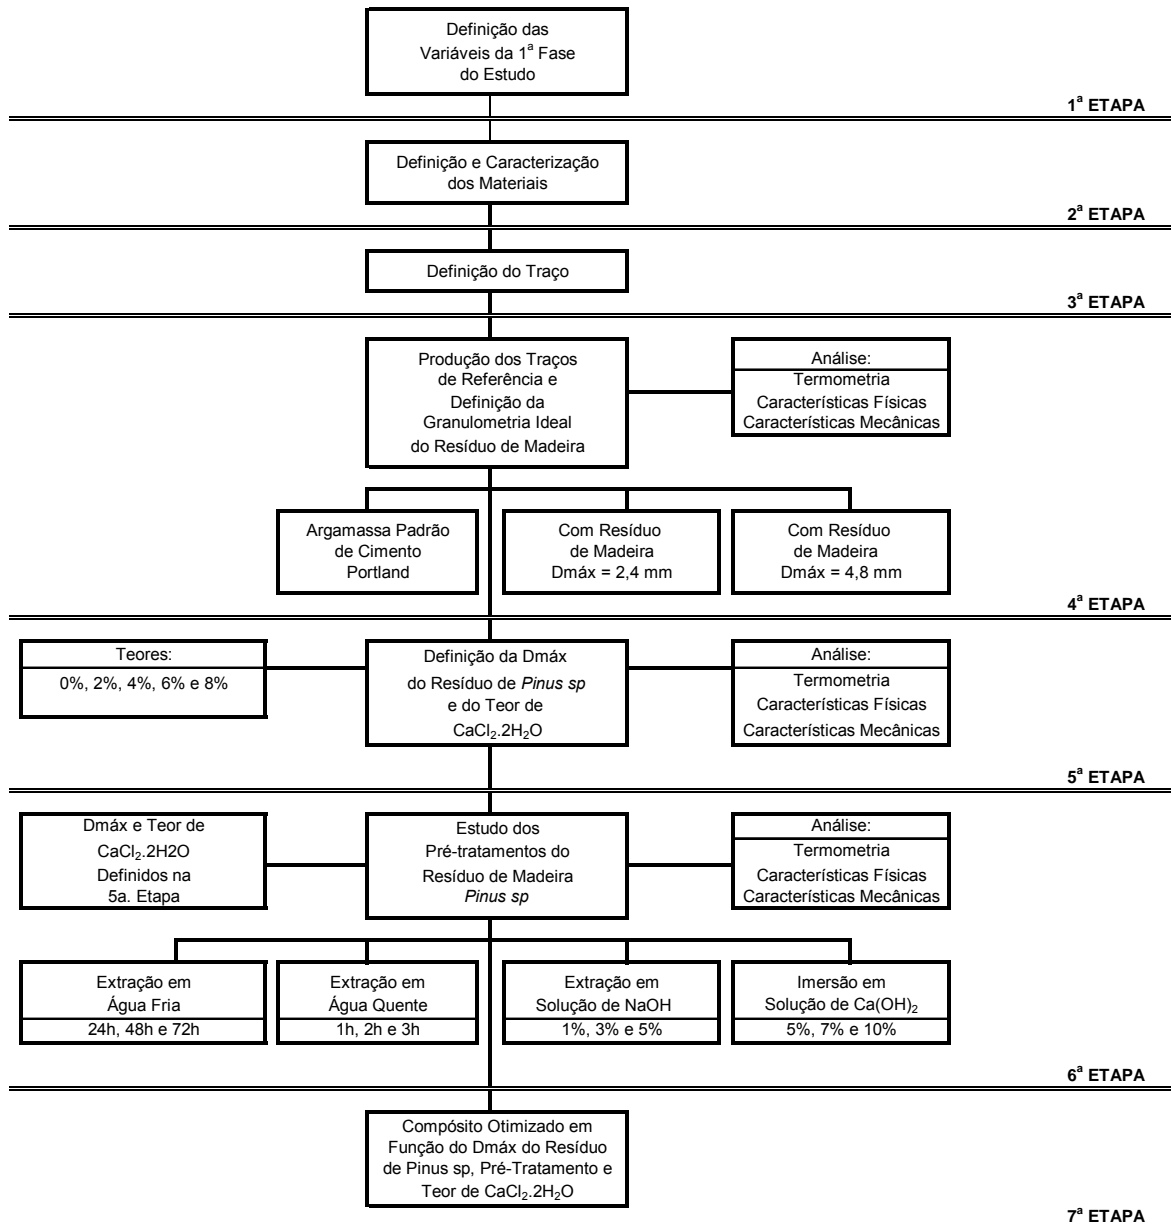 Definição das
Variáveis da 1ª Fase
do Estudo
1ª ETAPA
Definição e Caracterização
dos Materiais
2ª ETAPA
Definição do Traço
3ª ETAPA
Produção dos Traços
de Referência e
Definição da
Granulometria Ideal
do Resíduo de Madeira
Análise:
Termometria
Características Físicas
Características Mecânicas
Argamassa Padrão
de Cimento
Portland
Com Resíduo
de Madeira
Dmáx = 2,4 mm
Com Resíduo
de Madeira
Dmáx = 4,8 mm
4ª ETAPA
Teores:
0%, 2%, 4%, 6% e 8%
Definição da Dmáx
do Resíduo de Pinus sp
e do Teor de
CaCl₂.2H₂O
Análise:
Termometria
Características Físicas
Características Mecânicas
5ª ETAPA
Dmáx e Teor de
CaCl₂.2H2O
Definidos na
5a. Etapa
Estudo dos
Pré-tratamentos do
Resíduo de Madeira
Pinus sp
Análise:
Termometria
Características Físicas
Características Mecânicas
Extração em
Água Fria
24h, 48h e 72h
Extração em
Água Quente
1h, 2h e 3h
Extração em
Solução de NaOH
1%, 3% e 5%
Imersão em
Solução de Ca(OH)₂
5%, 7% e 10%
6ª ETAPA
Compósito Otimizado em
Função do Dmáx do Resíduo
de Pinus sp, Pré-Tratamento e
Teor de CaCl₂.2H₂O
7ª ETAPA